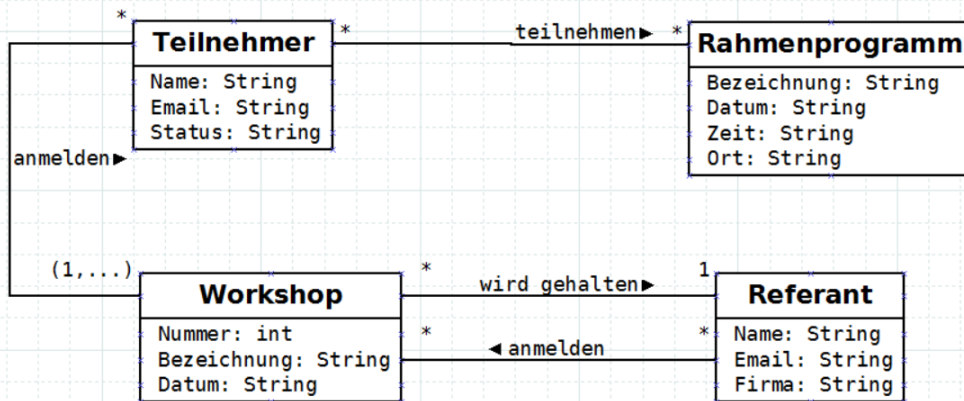 *
Teilnehmer
Name: String
Email: String
Status: String
*
teilnehmen►
*
Rahmenprogramm
Bezeichnung: String
Datum: String
Zeit: String
Ort: String
anmelden►
(1,...)
Workshop
Nummer: int
Bezeichnung: String
Datum: String
*
wird gehalten►
1
*
◄anmelden
*
Referant
Name: String
Email: String
Firma: String